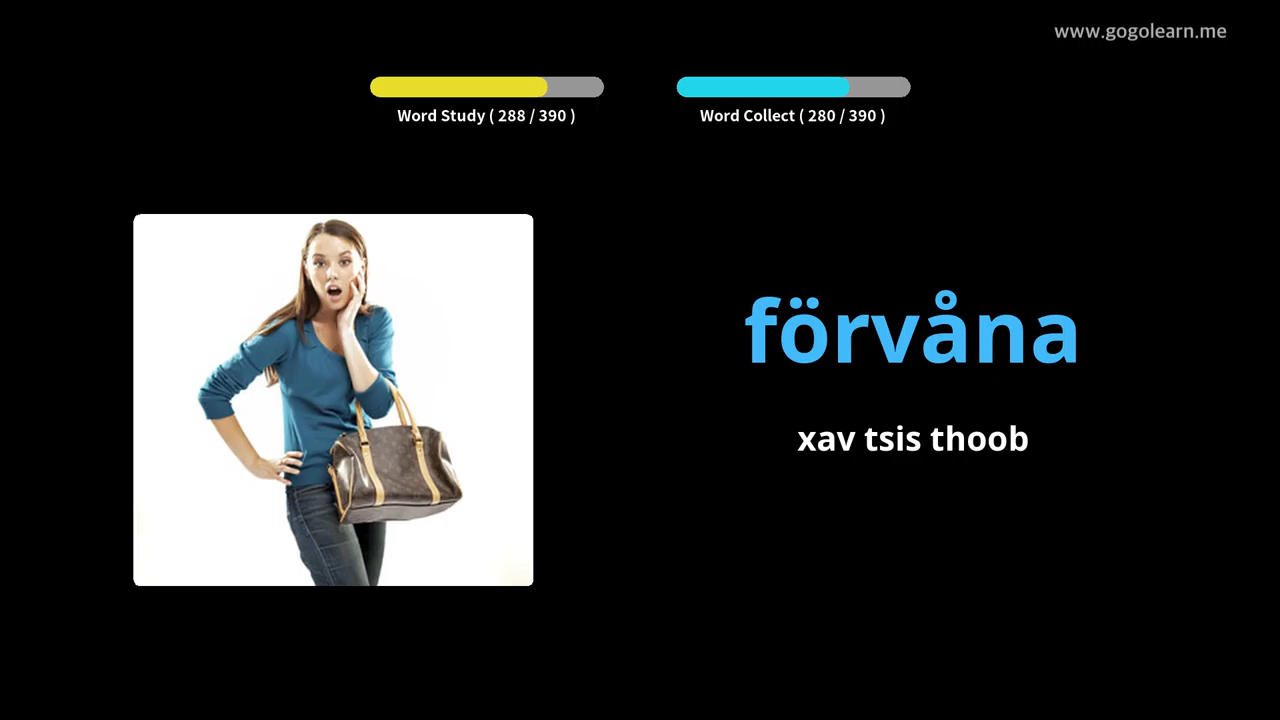 www.gogolearn.me
Word Study ( 288 / 390 )
Word Collect ( 280 / 390 )
förvåna
xav tsis thoob